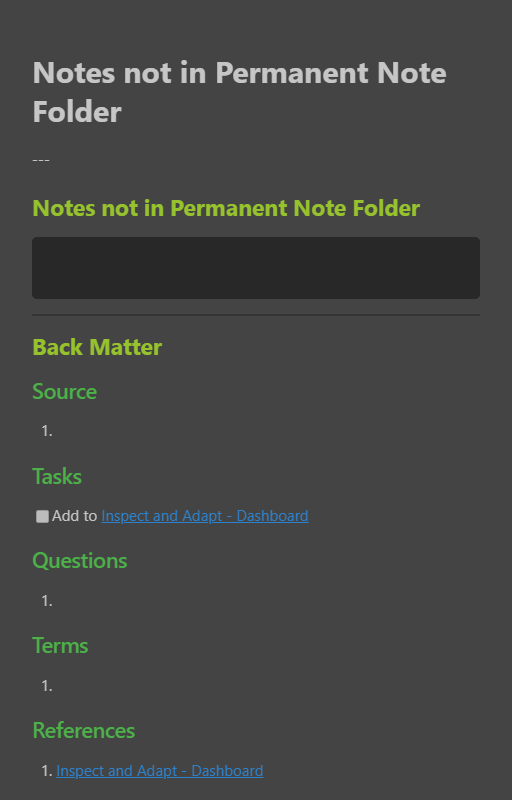 Notes not in Permanent Note
Folder
---
Notes not in Permanent Note Folder
Back Matter
Source
1.
Tasks
Add to Inspect and Adapt - Dashboard
Questions
1.
Terms
1.
References
1. Inspect and Adapt - Dashboard